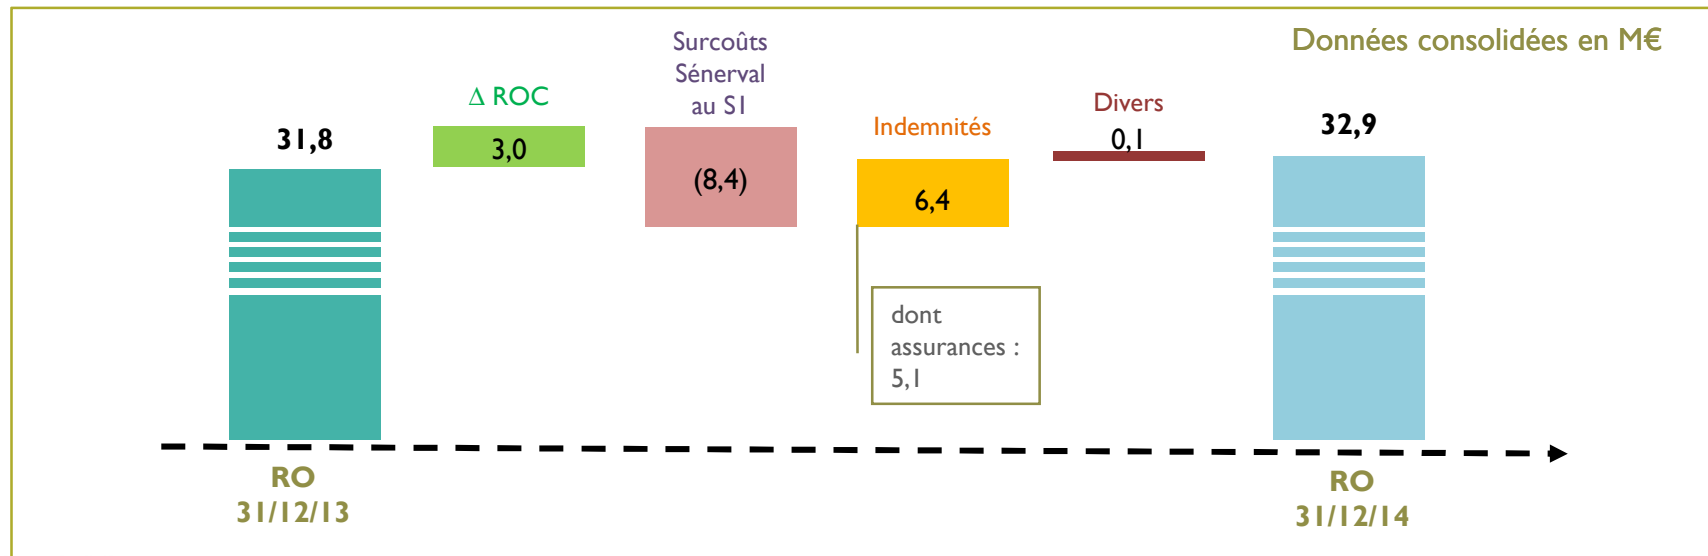 Données consolidées en M€
31,8
Δ ROC
3,0
Surcoûts
Sénerval
au S1
(8,4)
Indemnités
6,4
dont
assurances :
5,1
Divers
0,1
32,9
RO
31/12/13
RO
31/12/14